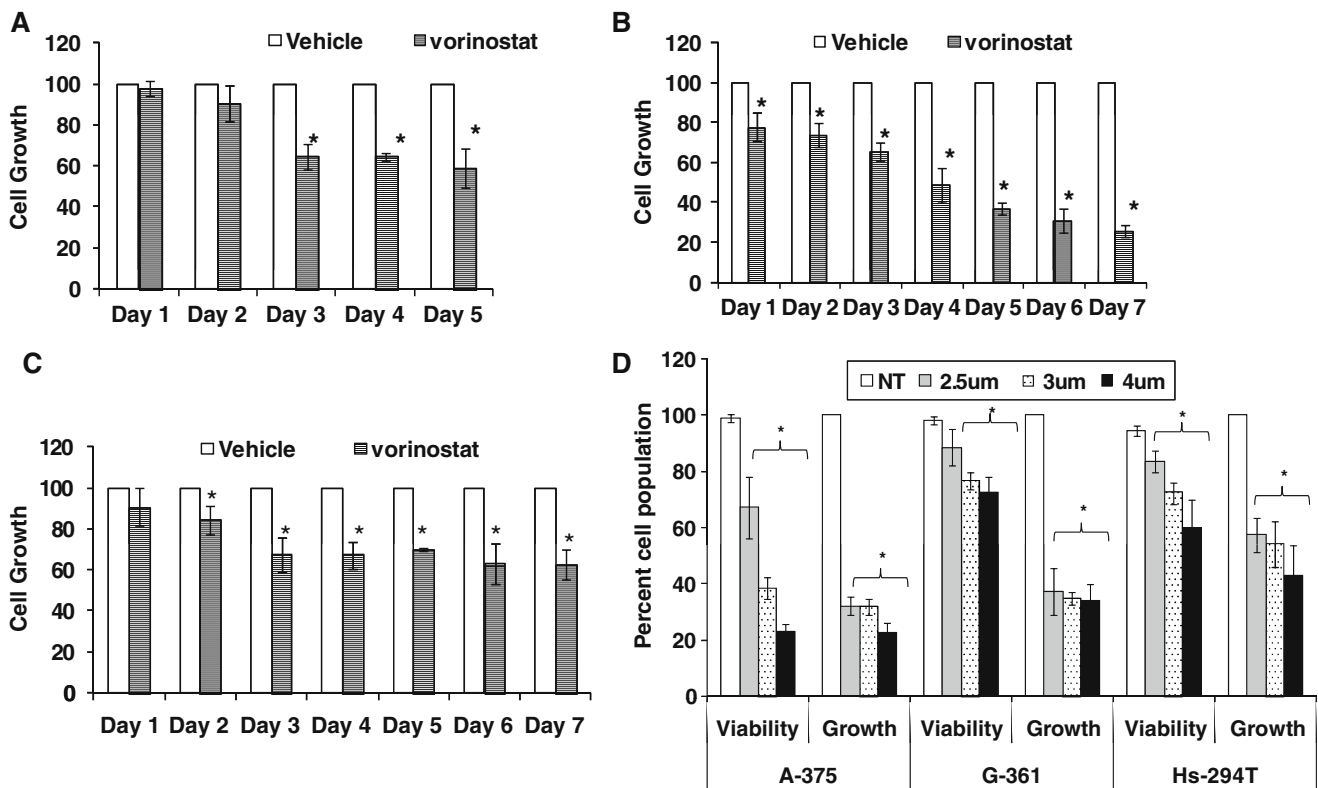 A
Vehicle vorinostat
120
100
80
60
40
20
0
Cell Growth
* * *
Day 1 Day 2 Day 3 Day 4 Day 5
B
Vehicle vorinostat
120
100
80
60
40
20
0
Cell Growth
* * * * * * *
Day 1 Day 2 Day 3 Day 4 Day 5 Day 6 Day 7
C
Vehicle vorinostat
120
100
80
60
40
20
0
Cell Growth
* * * * * *
Day 1 Day 2 Day 3 Day 4 Day 5 Day 6 Day 7
D
NT 2.5um 3um 4um
120
100
80
60
40
20
0
Percent cell population
* * * * * *
Viability Growth Viability Growth Viability Growth
A-375 G-361 Hs-294T